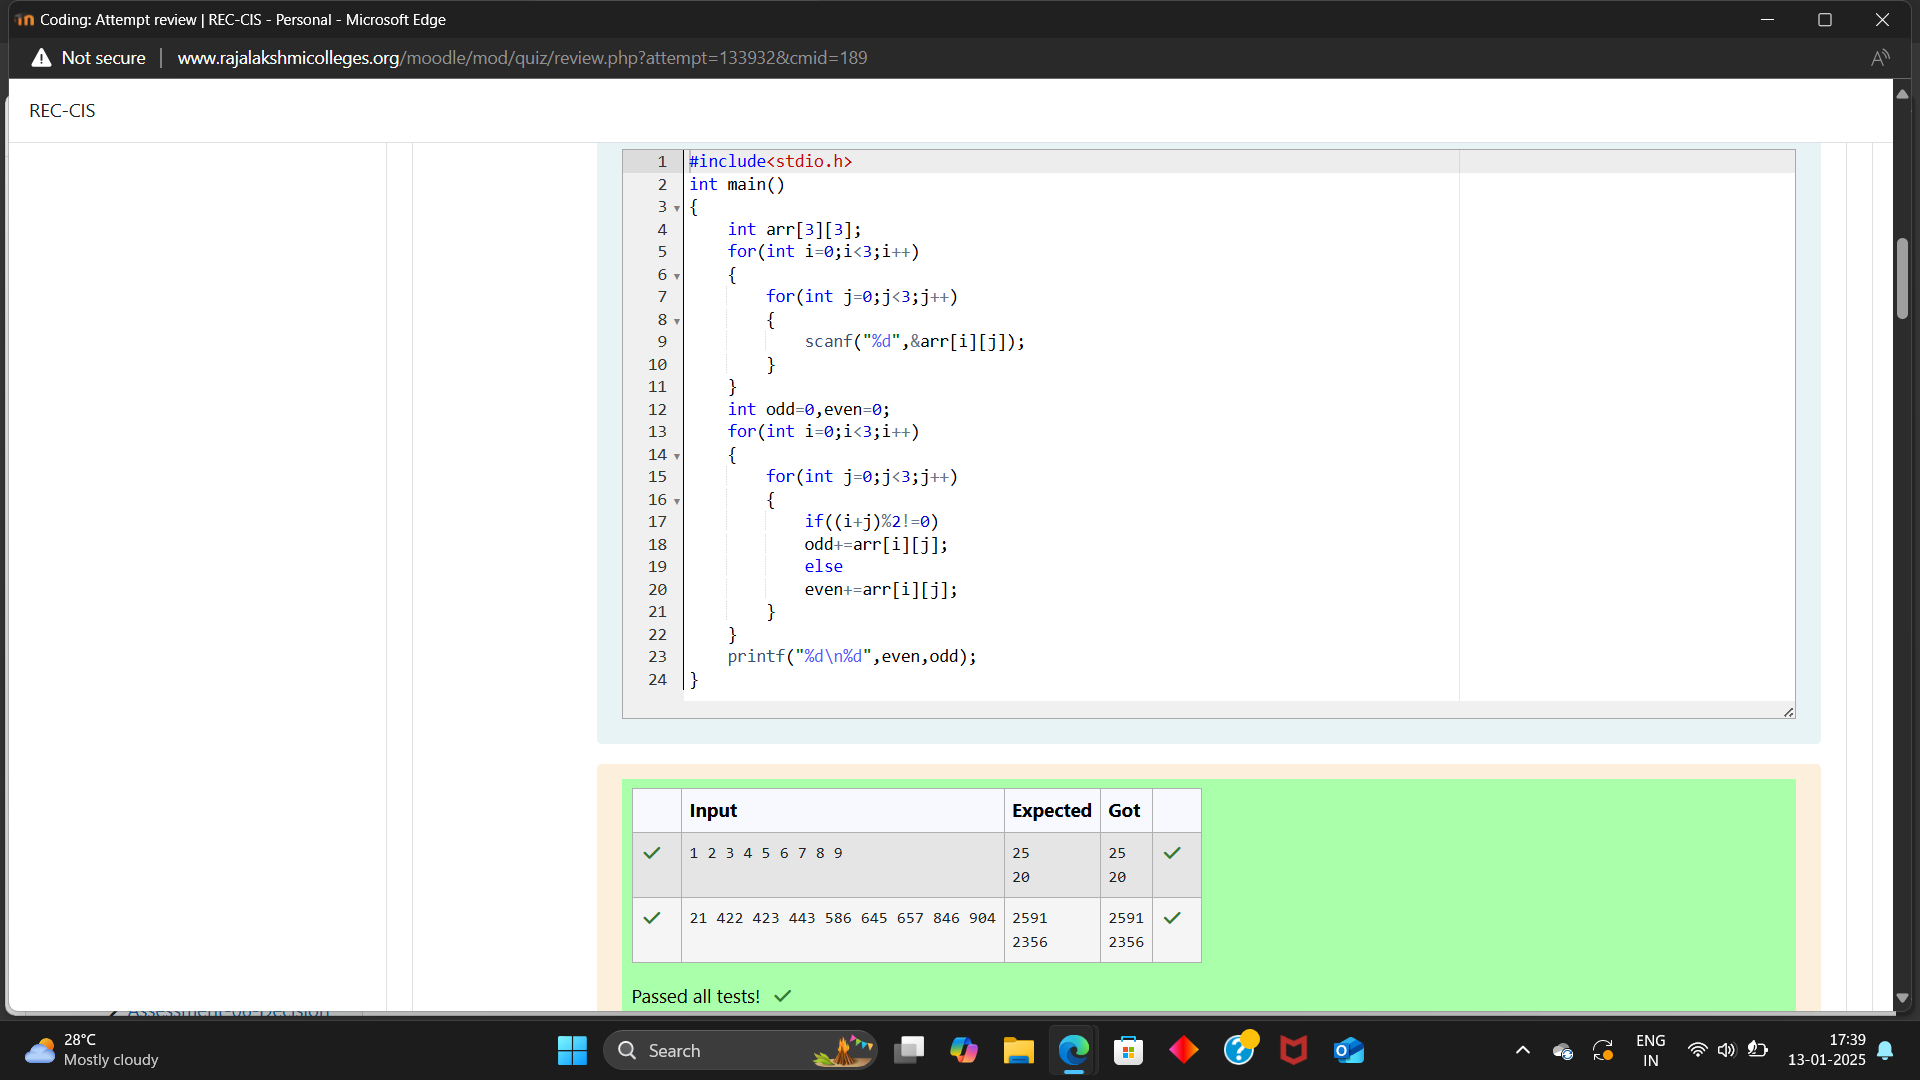 Coding: Attempt review | REC-CIS - Personal - Microsoft Edge
Not secure | www.rajalakshmicolleges.org/moodle/mod/quiz/review.php?attempt=133932&cmid=189
REC-CIS
1 #include<stdio.h>
2 int main()
3 {
4     int arr[3][3];
5     for(int i=0;i<3;i++)
6     {
7         for(int j=0;j<3;j++)
8         {
9             scanf("%d",&arr[i][j]);
10         }
11     }
12     int odd=0,even=0;
13     for(int i=0;i<3;i++)
14     {
15         for(int j=0;j<3;j++)
16         {
17             if((i+j)%2!=0)
18             odd+=arr[i][j];
19             else
20             even+=arr[i][j];
21         }
22     }
23     printf("%d\n%d",even,odd);
24 }
Input Expected Got
1 2 3 4 5 6 7 8 9 25 25
20 20
21 422 423 443 586 645 657 846 904 2591 2591
2356 2356
Passed all tests!
28°C
Mostly cloudy
Search
ENG
IN
17:39
13-01-2025